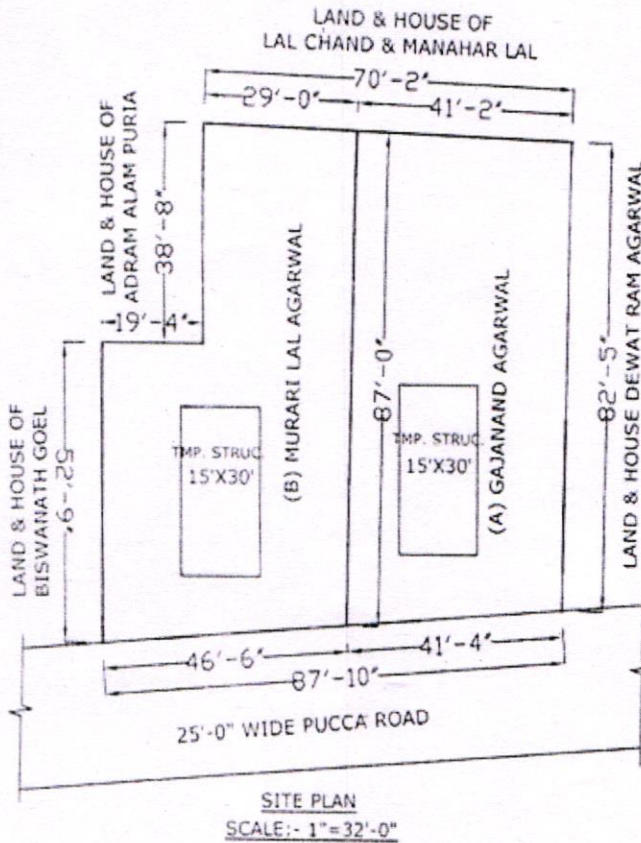 LAND & HOUSE OF
LAL CHAND & MANAHAR LAL
70'-2"
29'-0"
41'-2"
LAND & HOUSE OF
ADRAM ALAM PURIA
38'-8"
19'-4"
LAND & HOUSE OF
BISWANATH GOEL
52'-9"
TMP. STRUC.
15'X30'
(B) MURARI LAL AGARWAL
87'-0"
TMP. STRUC.
15'X30'
(A) GAJANAND AGARWAL
82'-5"
LAND & HOUSE DEWAT RAM AGARWAL
46'-6"
41'-4"
87'-10"
25'-0" WIDE PUCCA ROAD
SITE PLAN
SCALE:- 1"=32'-0"